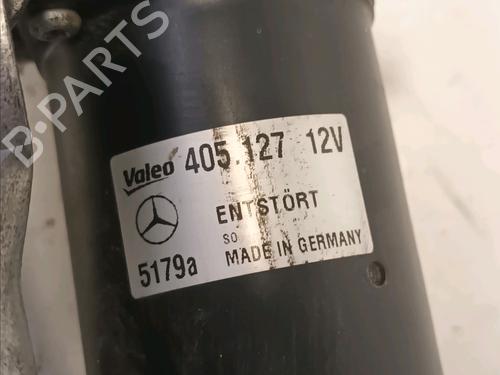 B-PARTS
Valeo 405.127 12V
ENTSTÖRT
SO
5179a MADE IN GERMANY